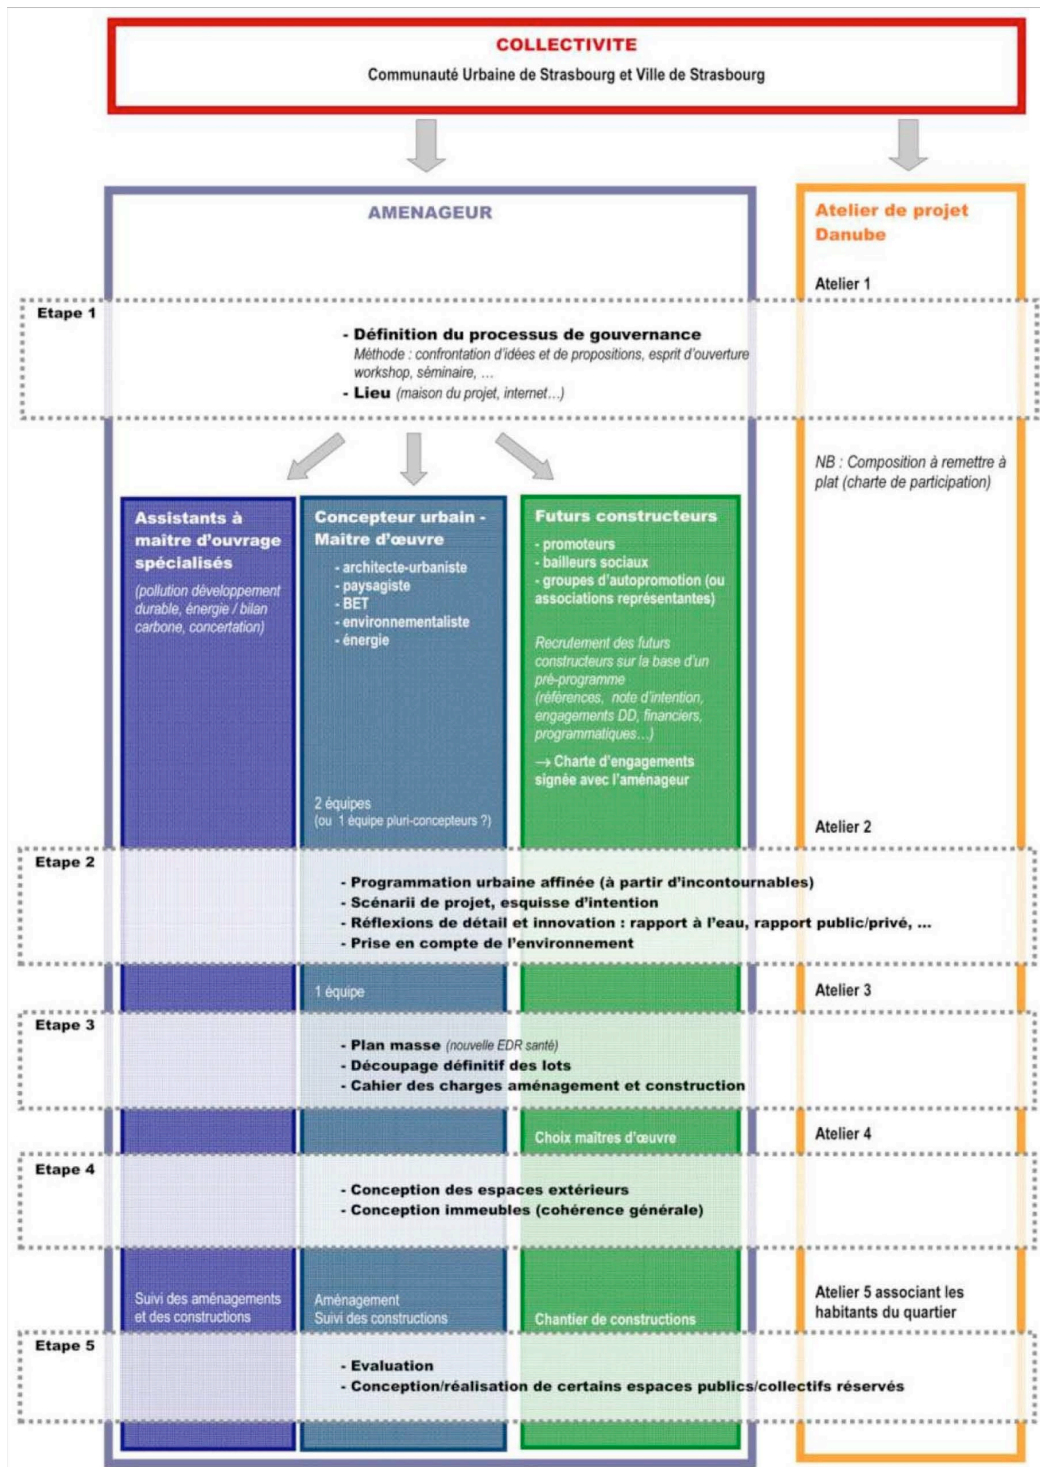 COLLECTIVITE
Communauté Urbaine de Strasbourg et Ville de Strasbourg
AMENAGEUR
Atelier de projet
Danube
Atelier 1
Etape 1
- Définition du processus de gouvernance
Méthode : confrontation d'idées et de propositions, esprit d'ouverture
workshop, séminaire, …
- Lieu (maison du projet, internet…)
NB : Composition à remettre à
plat (charte de participation)
Assistants à
maître d'ouvrage
spécialisés
(pollution développement
durable, énergie / bilan
carbone, concertation)
Concepteur urbain -
Maître d'œuvre
- architecte-urbaniste
- paysagiste
- BET
- environnementaliste
- énergie
2 équipes
(ou 1 équipe pluri-concepteurs ?)
Futurs constructeurs
- promoteurs
- bailleurs sociaux
- groupes d'autopromotion (ou
associations représentantes)
Recrutement des futurs
constructeurs sur la base d'un
pré-programme
(références, note d'intention,
engagements DD, financiers,
programmatiques…)
→ Charte d'engagements
signée avec l'aménageur
Atelier 2
Etape 2
- Programmation urbaine affinée (à partir d'incontournables)
- Scénarii de projet, esquisse d'intention
- Réflexions de détail et innovation : rapport à l'eau, rapport public/privé, ...
- Prise en compte de l'environnement
1 équipe
Atelier 3
Etape 3
- Plan masse (nouvelle EDR santé)
- Découpage définitif des lots
- Cahier des charges aménagement et construction
Choix maîtres d'œuvre
Atelier 4
Etape 4
- Conception des espaces extérieurs
- Conception immeubles (cohérence générale)
Suivi des aménagements
et des constructions
Aménagement
Suivi des constructions
Chantier de constructions
Atelier 5 associant les
habitants du quartier
Etape 5
- Evaluation
- Conception/réalisation de certains espaces publics/collectifs réservés